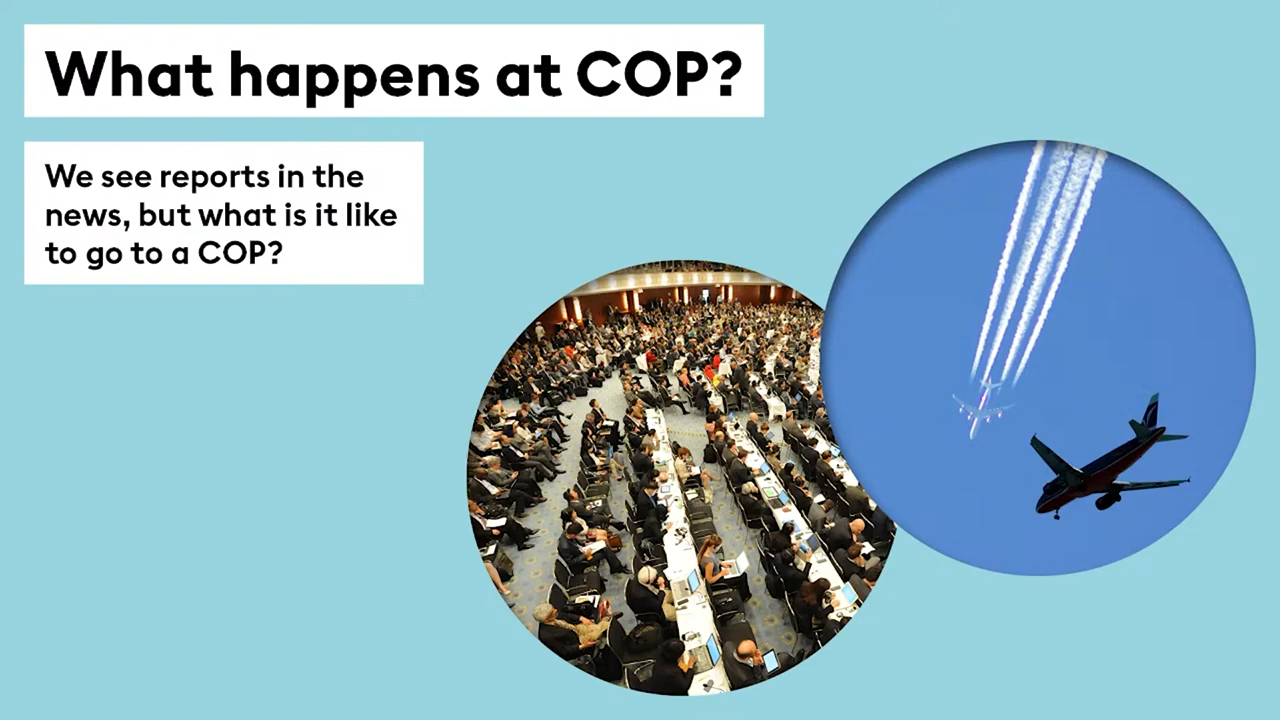 What happens at COP?
We see reports in the
news, but what is it like
to go to a COP?